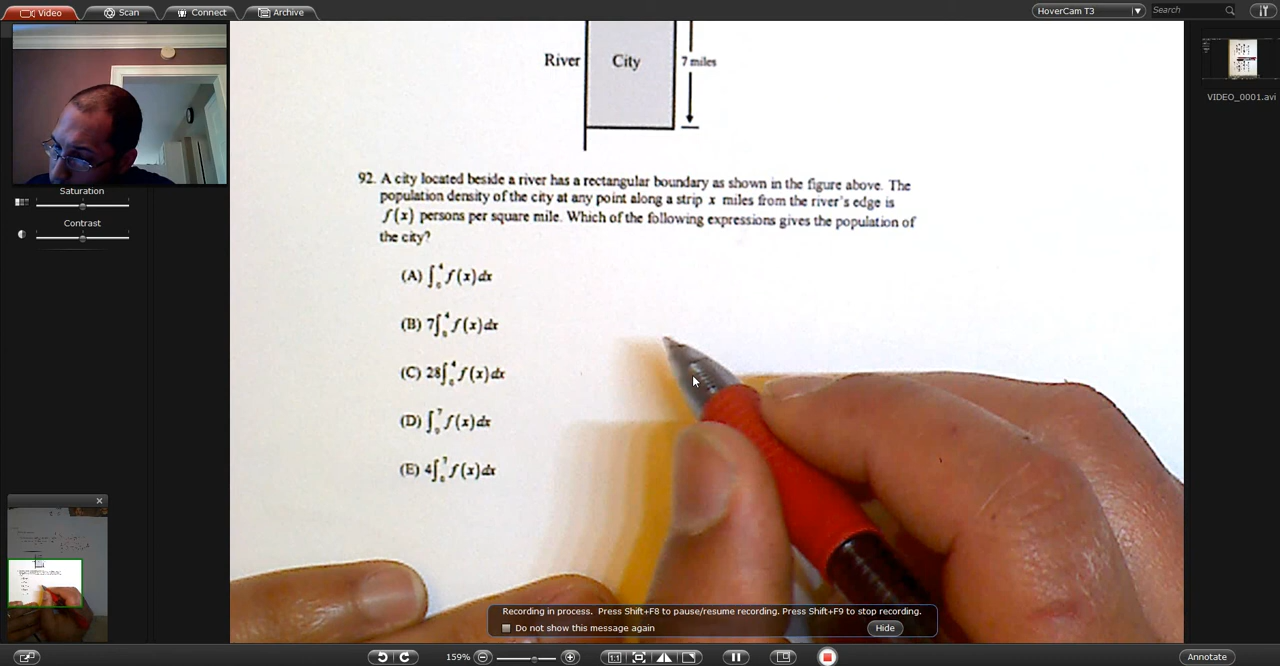 Video
Scan
Connect
Archive
HoverCam T3
Search
VIDEO_0001.avi
Saturation
Contrast
River
City
7 miles
92. A city located beside a river has a rectangular boundary as shown in the figure above. The
population density of the city at any point along a strip x miles from the river's edge is
f(x) persons per square mile. Which of the following expressions gives the population of
the city?
(A) ∫₀⁴ f(x)dx
(B) 7∫₀⁴ f(x)dx
(C) 28∫₀⁴ f(x)dx
(D) ∫₀⁷ f(x)dx
(E) 4∫₀⁷ f(x)dx
Recording in process. Press Shift+F8 to pause/resume recording. Press Shift+F9 to stop recording.
Do not show this message again
Hide
159%
1:1
Annotate